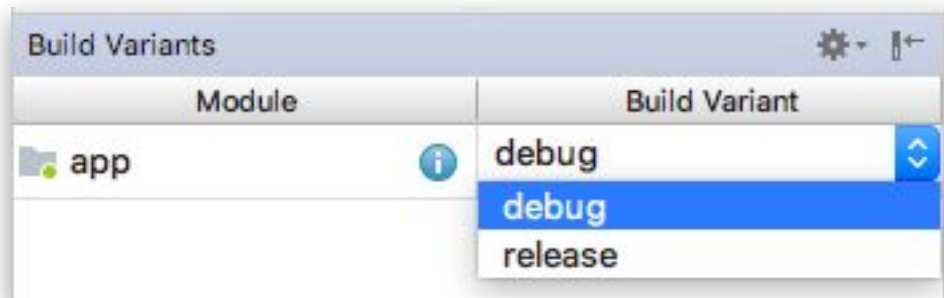 Build Variants
Module Build Variant
app debug
debug
release